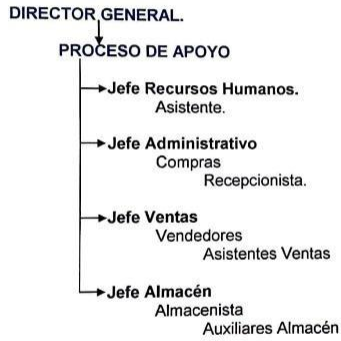 DIRECTOR GENERAL.
PROCESO DE APOYO
Jefe Recursos Humanos.
Asistente.
Jefe Administrativo
Compras
Recepcionista.
Jefe Ventas
Vendedores
Asistentes Ventas
Jefe Almacén
Almacenista
Auxiliares Almacén